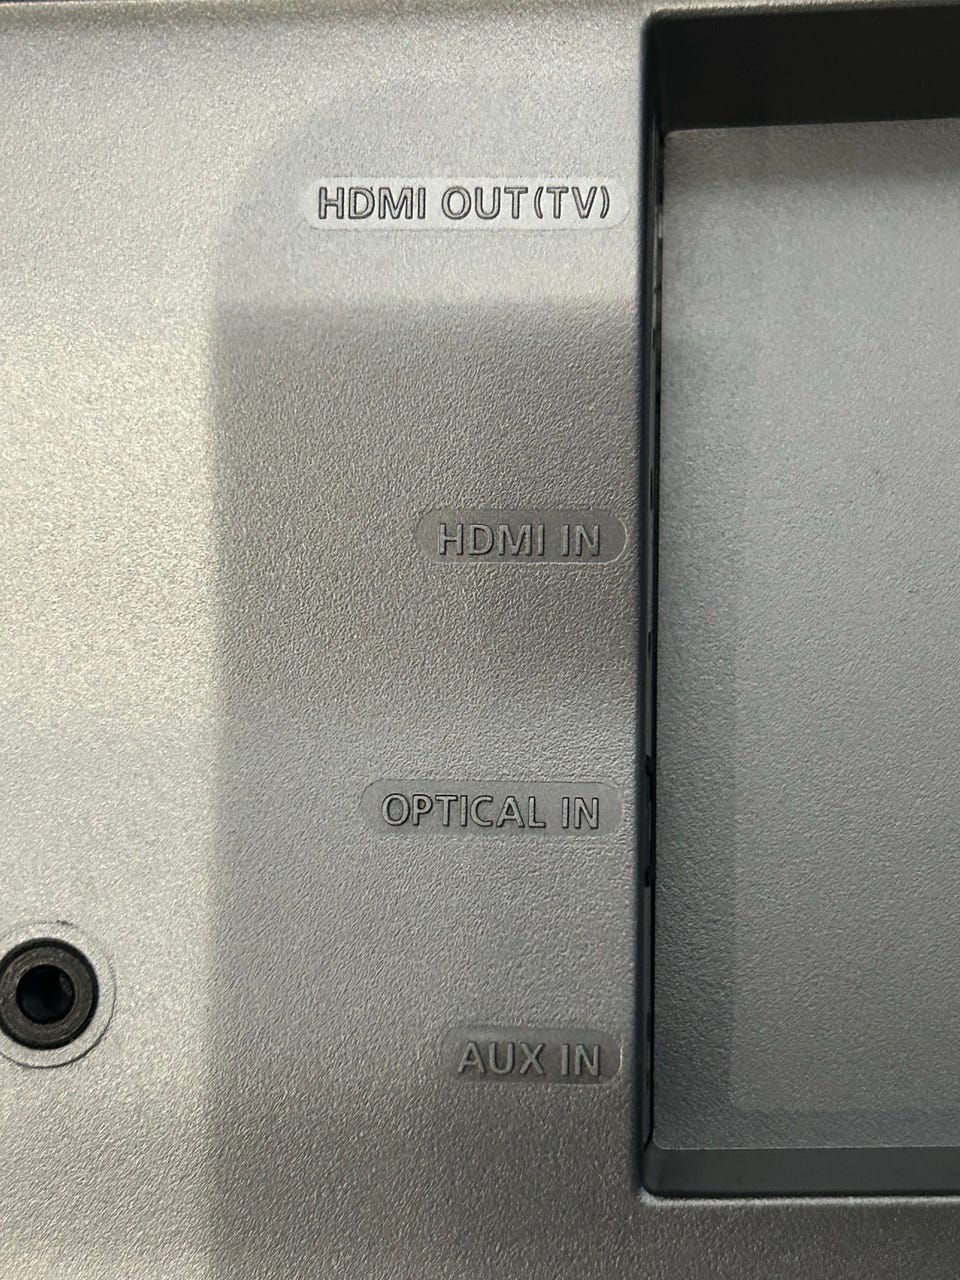 HDMI OUT(TV)
HDMI IN
OPTICAL IN
AUX IN